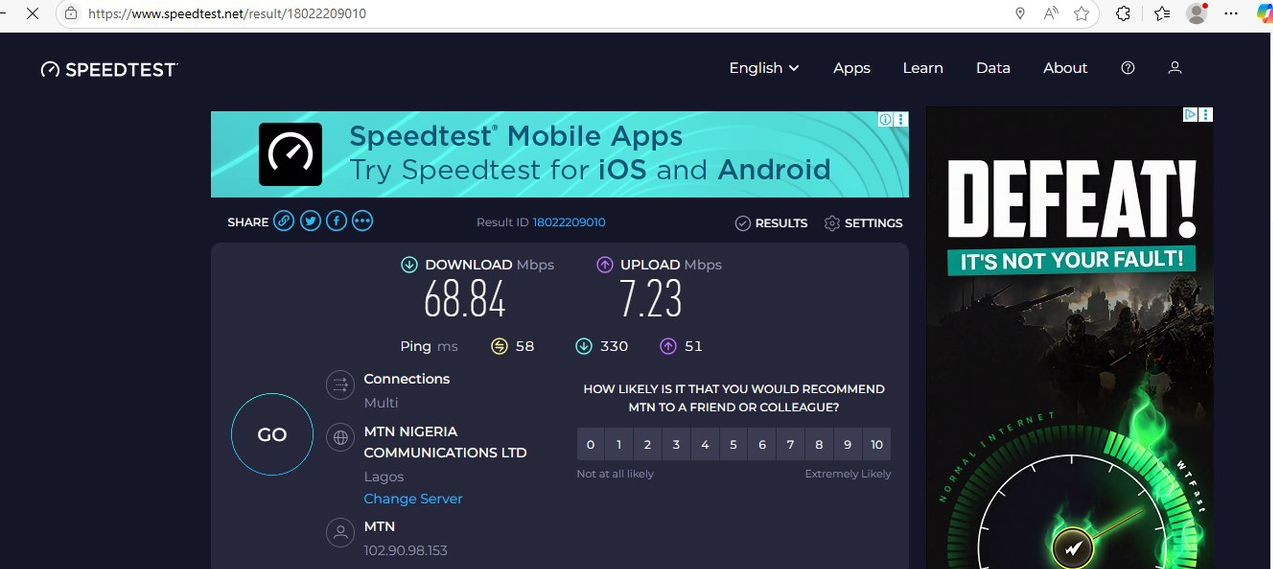 https://www.speedtest.net/result/18022209010
SPEEDTEST
English Apps Learn Data About
Speedtest® Mobile Apps
Try Speedtest for iOS and Android
SHARE Result ID 18022209010 RESULTS SETTINGS
DOWNLOAD Mbps UPLOAD Mbps
68.84 7.23
Ping ms 58 330 51
Connections
Multi
HOW LIKELY IS IT THAT YOU WOULD RECOMMEND
MTN TO A FRIEND OR COLLEAGUE?
0 1 2 3 4 5 6 7 8 9 10
Not at all likely Extremely Likely
GO
MTN NIGERIA
COMMUNICATIONS LTD
Lagos
Change Server
MTN
102.90.98.153
DEFEAT!
IT'S NOT YOUR FAULT!
NORMAL INTERNET
WTFast